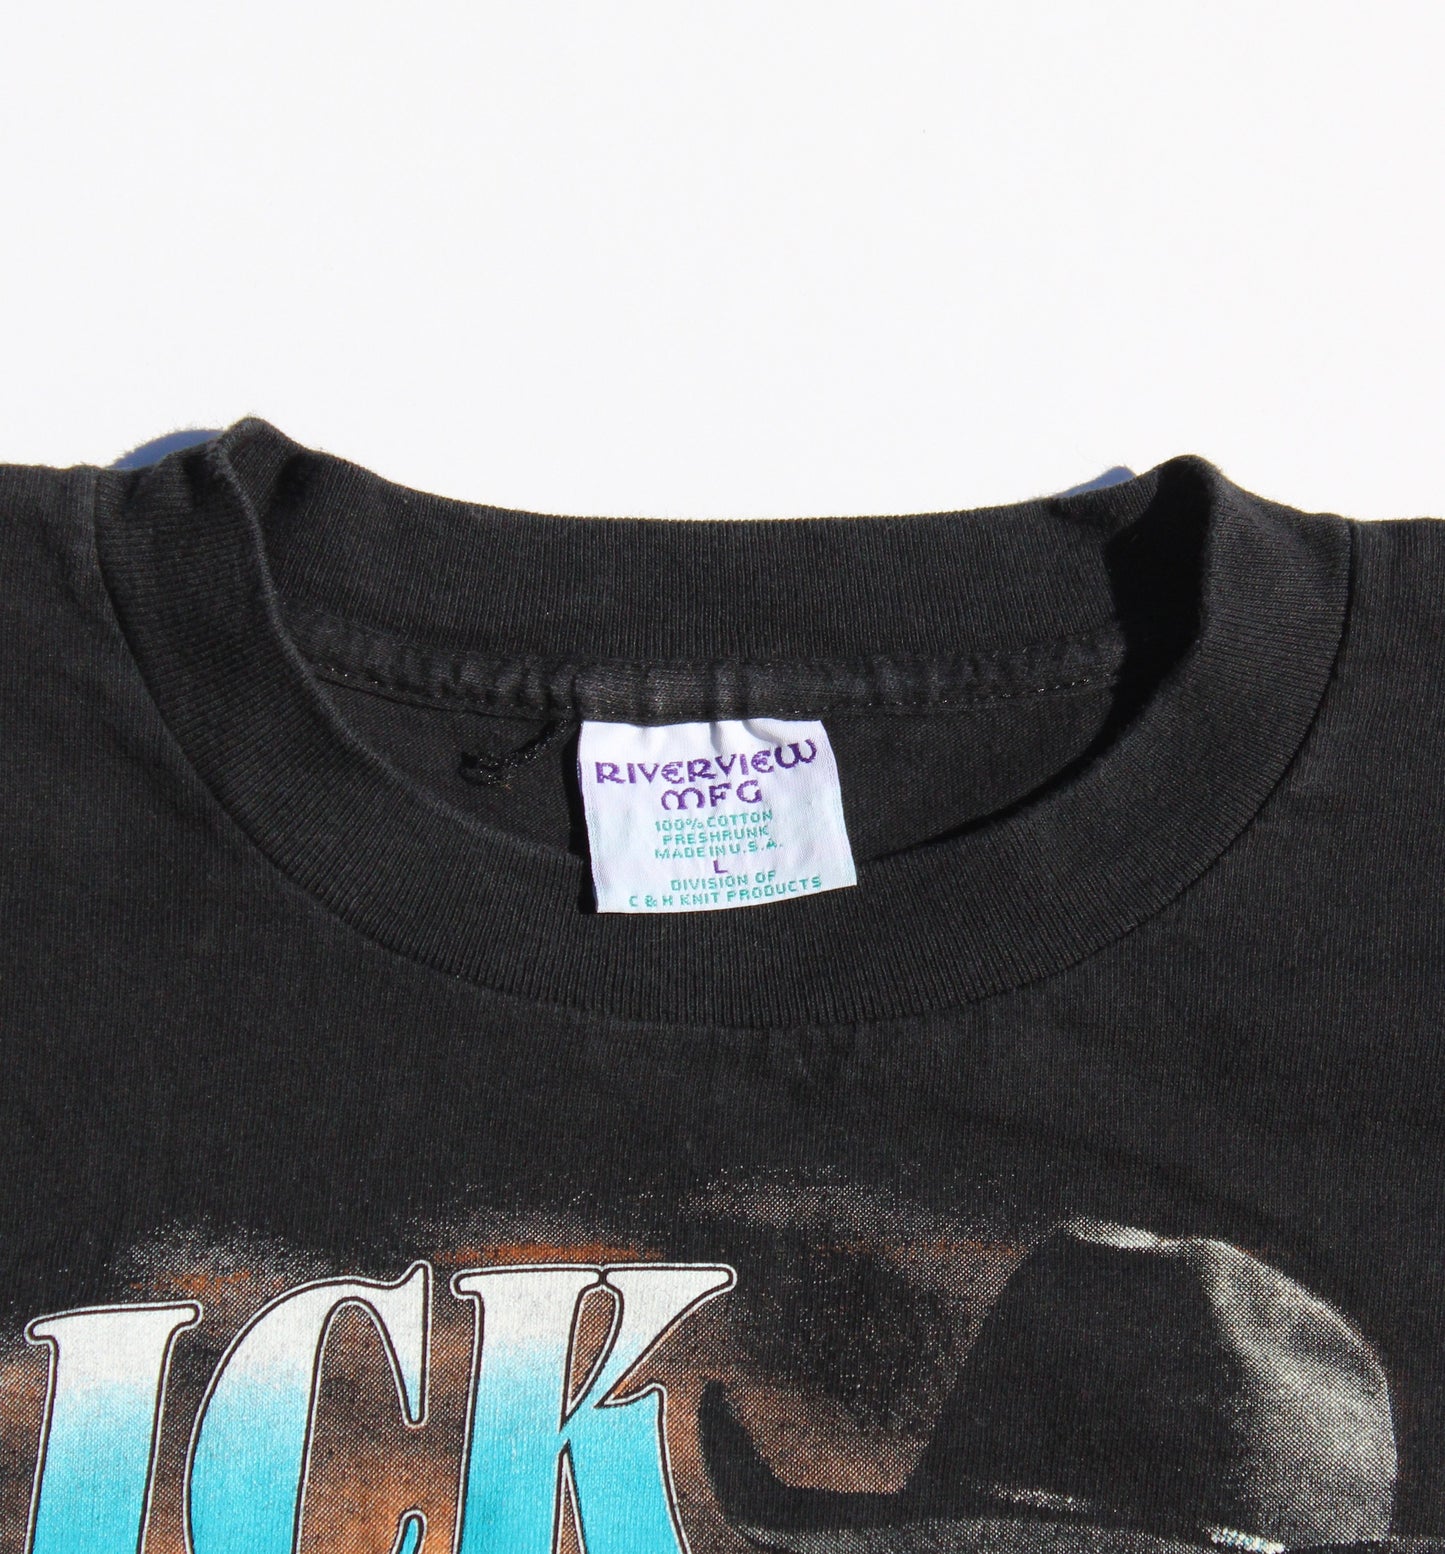 RIVERVIEW
MFG
100% COTTON
PRESHRUNK
MADE IN U.S.A.
L
DIVISION OF
C & H KNIT PRODUCTS
ICK